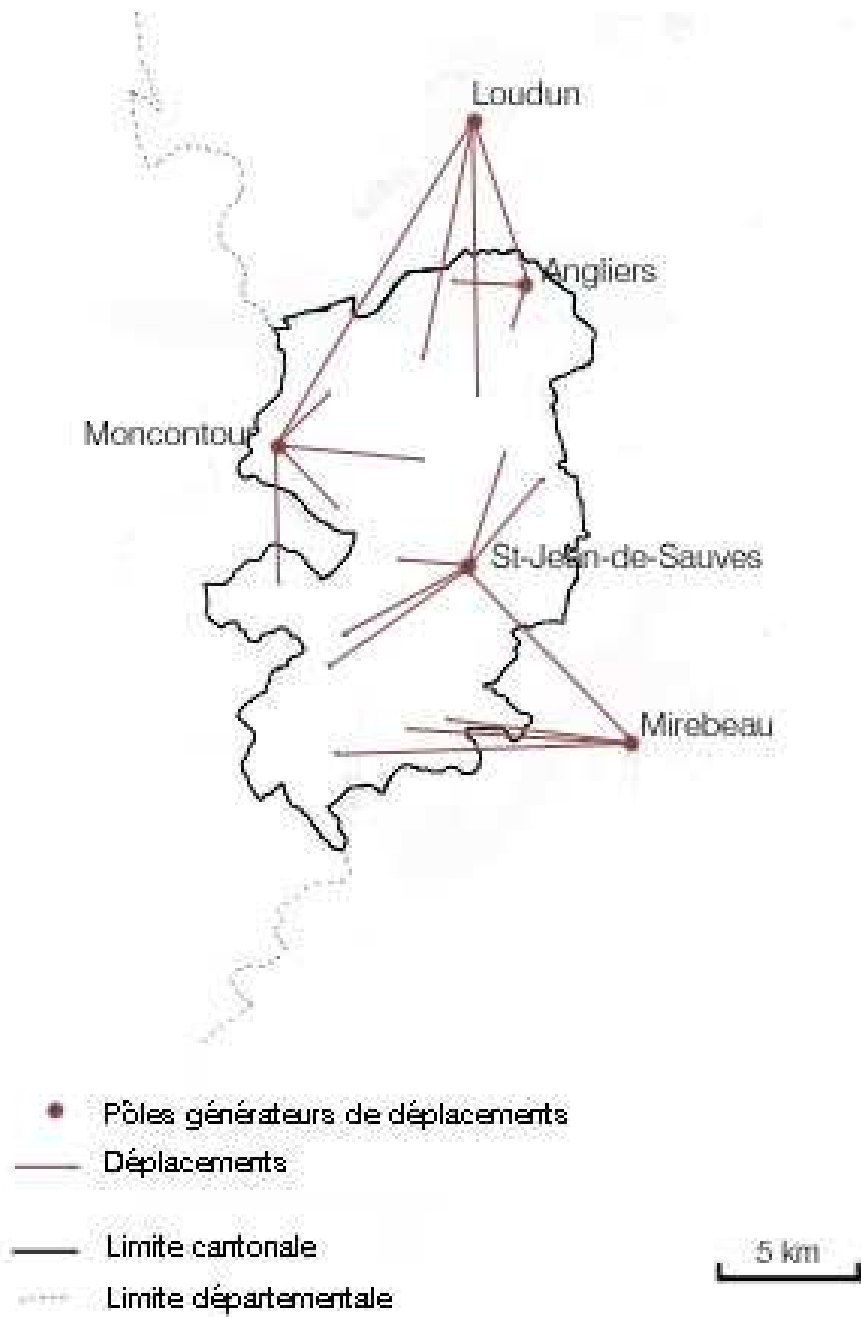 Loudun
Angliers
Moncontour
St-Jean-de-Sauves
Mirebeau
Pôles générateurs de déplacements
Déplacements
Limite cantonale
5 km
Limite départementale